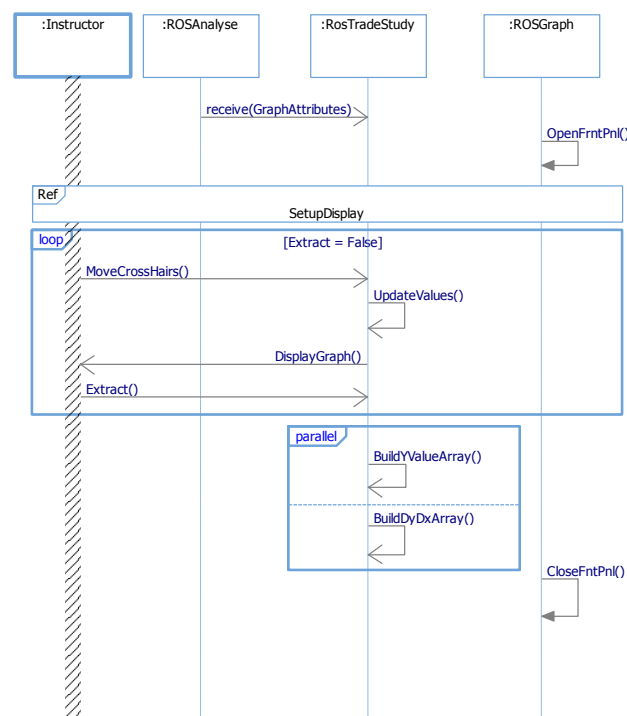 :Instructor
:ROSAnalyse
:RosTradeStudy
:ROSGraph
receive(GraphAttributes)
OpenFrntPnl()
Ref
SetupDisplay
loop
[Extract = False]
MoveCrossHairs()
UpdateValues()
DisplayGraph()
Extract()
parallel
BuildYValueArray()
BuildDyDxArray()
CloseFntPnl()